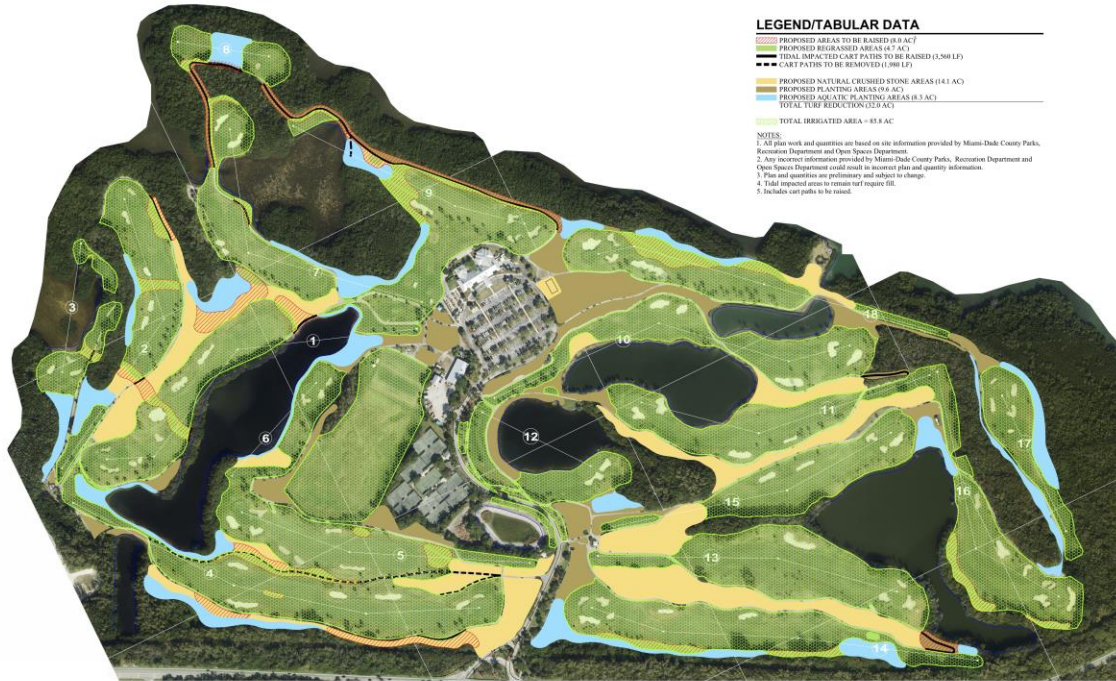 LEGEND/TABULAR DATA
PROPOSED AREAS TO BE RAISED (8.0 AC)⁵
PROPOSED REGRASSED AREAS (4.7 AC)
TIDAL IMPACTED CART PATHS TO BE RAISED (3,560 LF)
CART PATHS TO BE REMOVED (1,980 LF)
PROPOSED NATURAL CRUSHED STONE AREAS (14.1 AC)
PROPOSED PLANTING AREAS (9.6 AC)
PROPOSED AQUATIC PLANTING AREAS (8.3 AC)
TOTAL TURF REDUCTION (32.0 AC)
TOTAL IRRIGATED AREA = 85.8 AC
NOTES:
1. All plan work and quantities are based on site information provided by Miami-Dade County Parks,
Recreation Department and Open Spaces Department.
2. Any incorrect information provided by Miami-Dade County Parks, Recreation Department and
Open Spaces Department could result in incorrect plan and quantity information.
3. Plan and quantities are preliminary and subject to change.
4. Tidal impacted areas to remain turf require fill.
5. Includes cart paths to be raised.
8
9
7
3
2
1
18
10
11
6
12
17
15
16
5
13
4
14